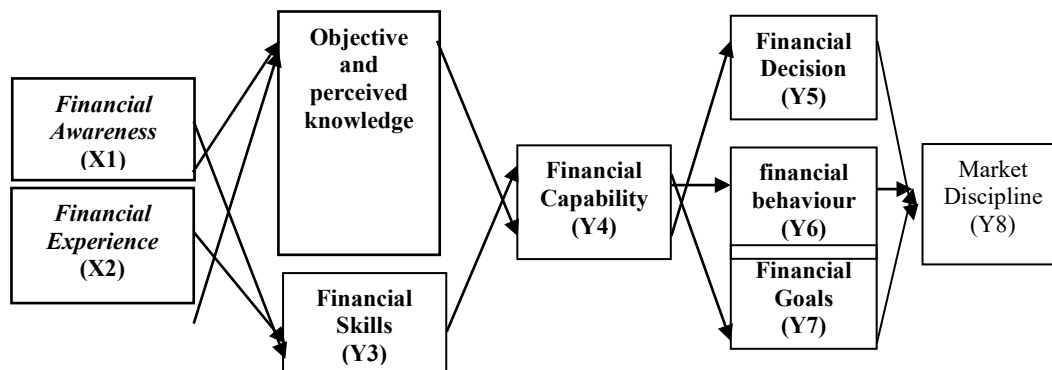 Financial
Awareness
(X1)
Financial
Experience
(X2)
Objective
and
perceived
knowledge
Financial
Skills
(Y3)
Financial
Capability
(Y4)
Financial
Decision
(Y5)
financial
behaviour
(Y6)
Financial
Goals
(Y7)
Market
Discipline
(Y8)